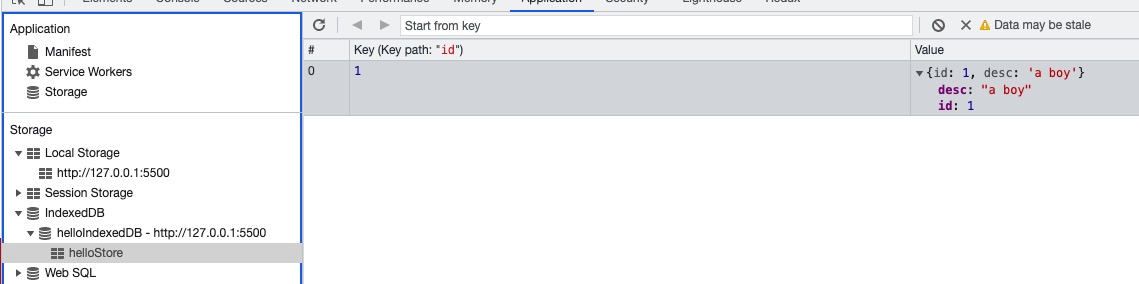 Elements Console Sources Network Performance Memory Application Security Lighthouse Redux
Application
Manifest
Service Workers
Storage
Storage
Local Storage
http://127.0.0.1:5500
Session Storage
IndexedDB
helloIndexedDB - http://127.0.0.1:5500
helloStore
Web SQL
Start from key
Data may be stale
# Key (Key path: "id") Value
0 1 {id: 1, desc: 'a boy'}
desc: "a boy"
id: 1